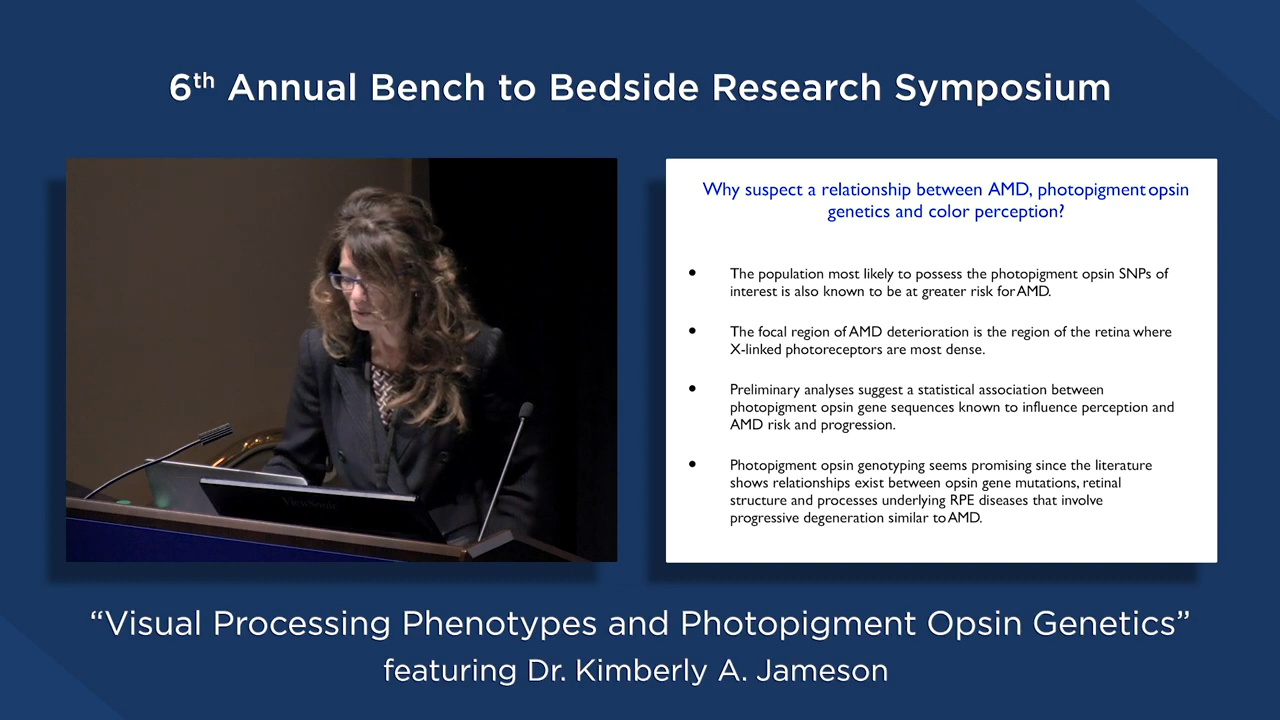 6th Annual Bench to Bedside Research Symposium
Why suspect a relationship between AMD, photopigment opsin
genetics and color perception?
• The population most likely to possess the photopigment opsin SNPs of
interest is also known to be at greater risk for AMD.
• The focal region of AMD deterioration is the region of the retina where
X-linked photoreceptors are most dense.
• Preliminary analyses suggest a statistical association between
photopigment opsin gene sequences known to influence perception and
AMD risk and progression.
• Photopigment opsin genotyping seems promising since the literature
shows relationships exist between opsin gene mutations, retinal
structure and processes underlying RPE diseases that involve
progressive degeneration similar to AMD.
ViewSonic
“Visual Processing Phenotypes and Photopigment Opsin Genetics”
featuring Dr. Kimberly A. Jameson